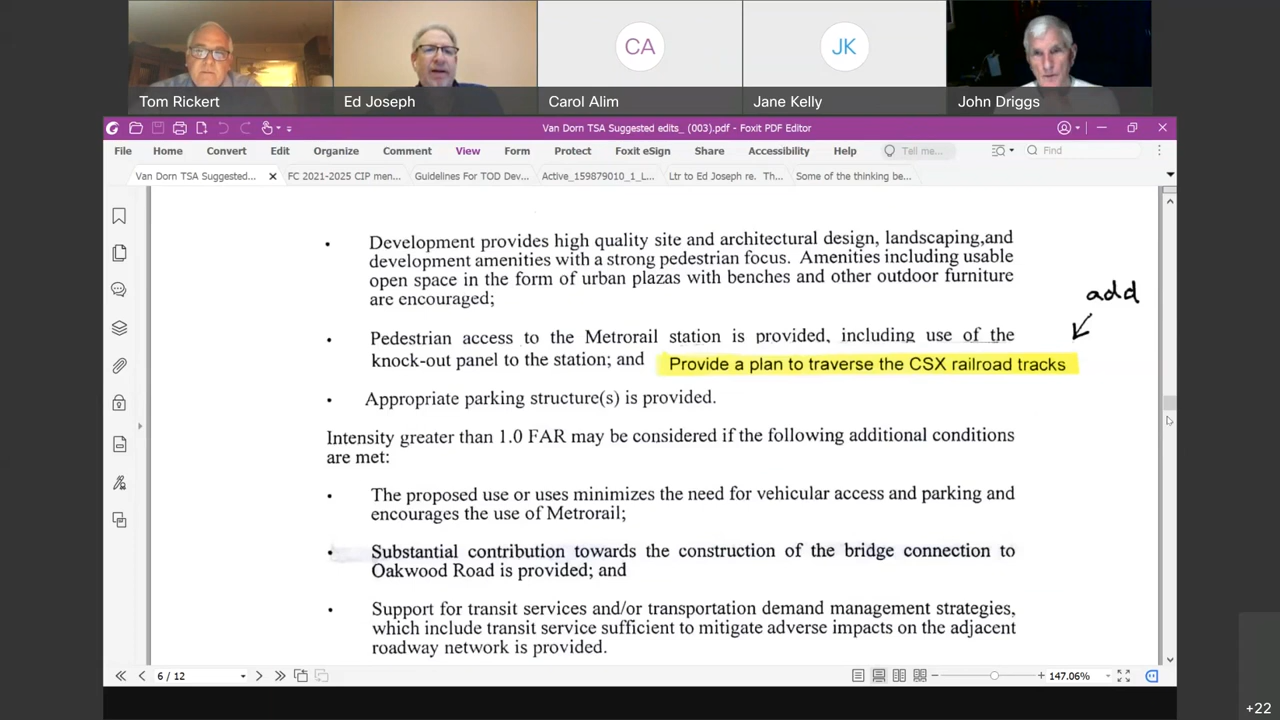 CA
JK
Tom Rickert
Ed Joseph
Carol Alim
Jane Kelly
John Driggs
Van Dorn TSA Suggested edits_ (003).pdf - Foxit PDF Editor
File Home Convert Edit Organize Comment View Form Protect Foxit eSign Share Accessibility Help Tell me... Find
Van Dorn TSA Suggested... FC 2021-2025 CIP men... Guidelines For TOD Dev... Active_159879010_1_L... Ltr to Ed Joseph re. Th... Some of the thinking be...
Development provides high quality site and architectural design, landscaping,and
development amenities with a strong pedestrian focus. Amenities including usable
open space in the form of urban plazas with benches and other outdoor furniture
are encouraged;
add
Pedestrian access to the Metrorail station is provided, including use of the
knock-out panel to the station; and Provide a plan to traverse the CSX railroad tracks
Appropriate parking structure(s) is provided.
Intensity greater than 1.0 FAR may be considered if the following additional conditions
are met:
The proposed use or uses minimizes the need for vehicular access and parking and
encourages the use of Metrorail;
Substantial contribution towards the construction of the bridge connection to
Oakwood Road is provided; and
Support for transit services and/or transportation demand management strategies,
which include transit service sufficient to mitigate adverse impacts on the adjacent
roadway network is provided.
6 / 12
147.06%
+22